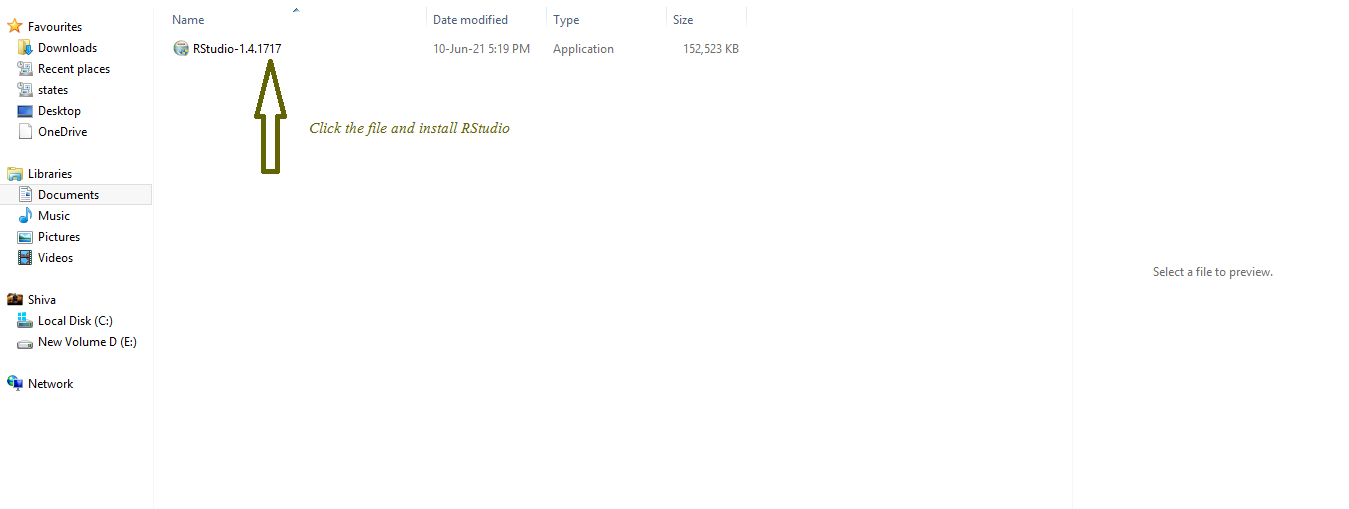 Favourites
Downloads
Recent places
states
Desktop
OneDrive
Libraries
Documents
Music
Pictures
Videos
Shiva
Local Disk (C:)
New Volume D (E:)
Network
Name Date modified Type Size
RStudio-1.4.1717 10-Jun-21 5:19 PM Application 152,523 KB
Click the file and install RStudio
Select a file to preview.